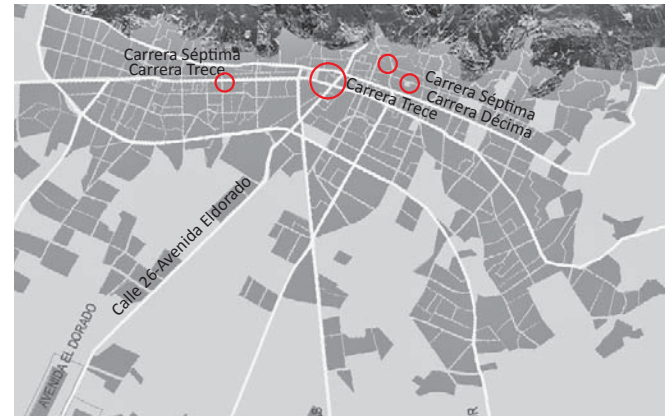 Carrera Séptima
Carrera Trece
Carrera Séptima
Carrera Décima
Carrera Trece
Calle 26-Avenida Eldorado
AVENIDA EL DORADO
S
R